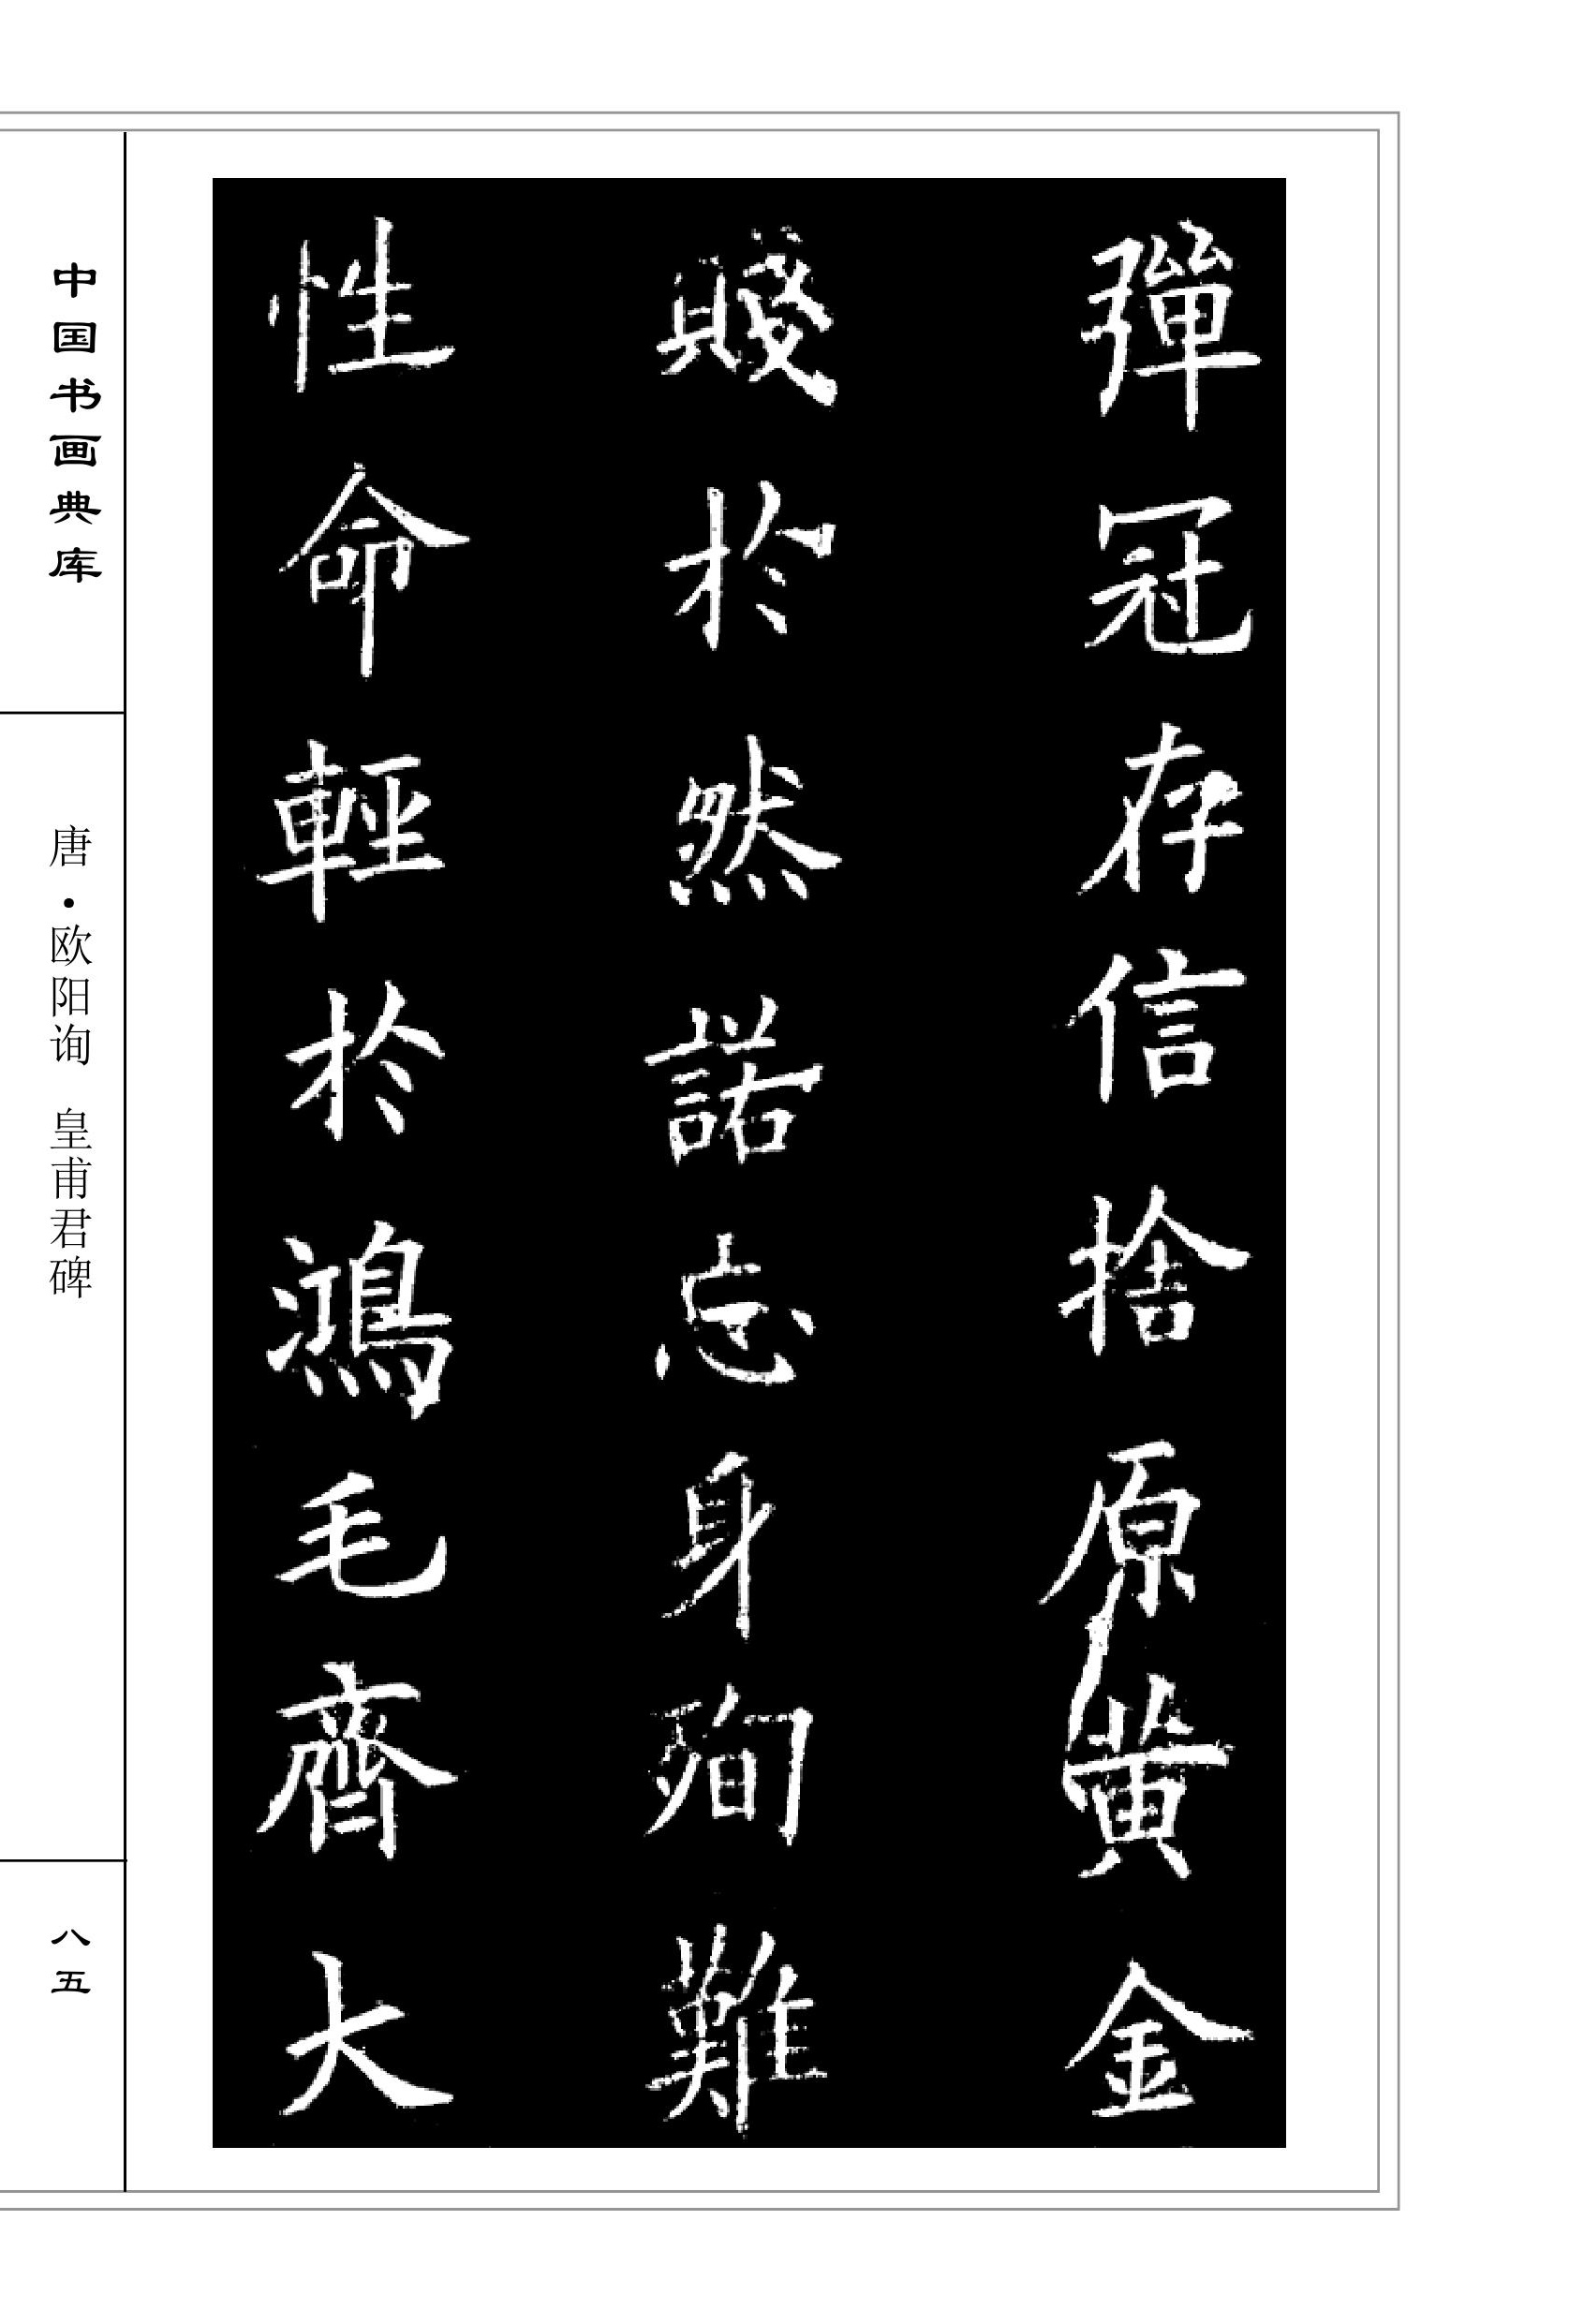 彈冠存信捨原黄金
賤於然諾忘身殉難
性命輕於鴻毛齊大
中国书画典库
唐·欧阳询 皇甫君碑
八五